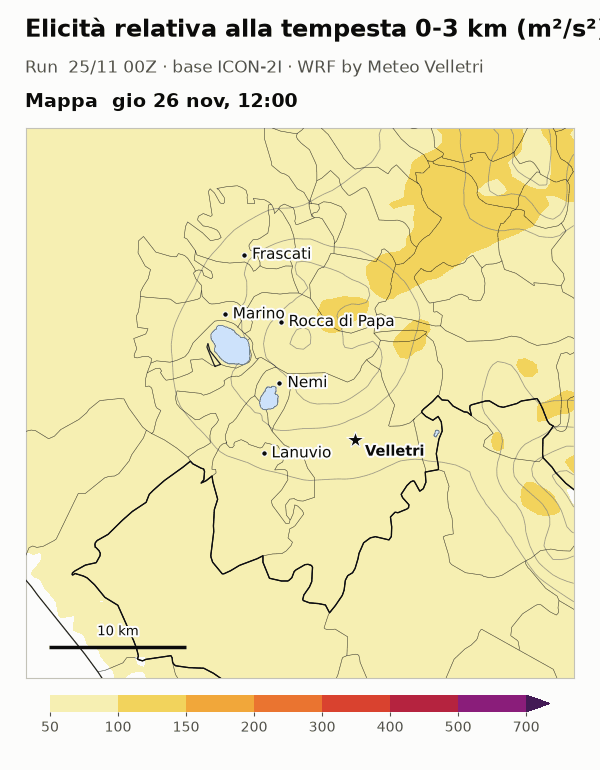 Elicità relativa alla tempesta 0-3 km (m²/s²)
Run  25/11 00Z · base ICON-2I · WRF by Meteo Velletri
Mappa  gio 26 nov, 12:00
Frascati
Marino
Rocca di Papa
Nemi
Velletri
Lanuvio
10 km
50 100 150 200 300 400 500 700